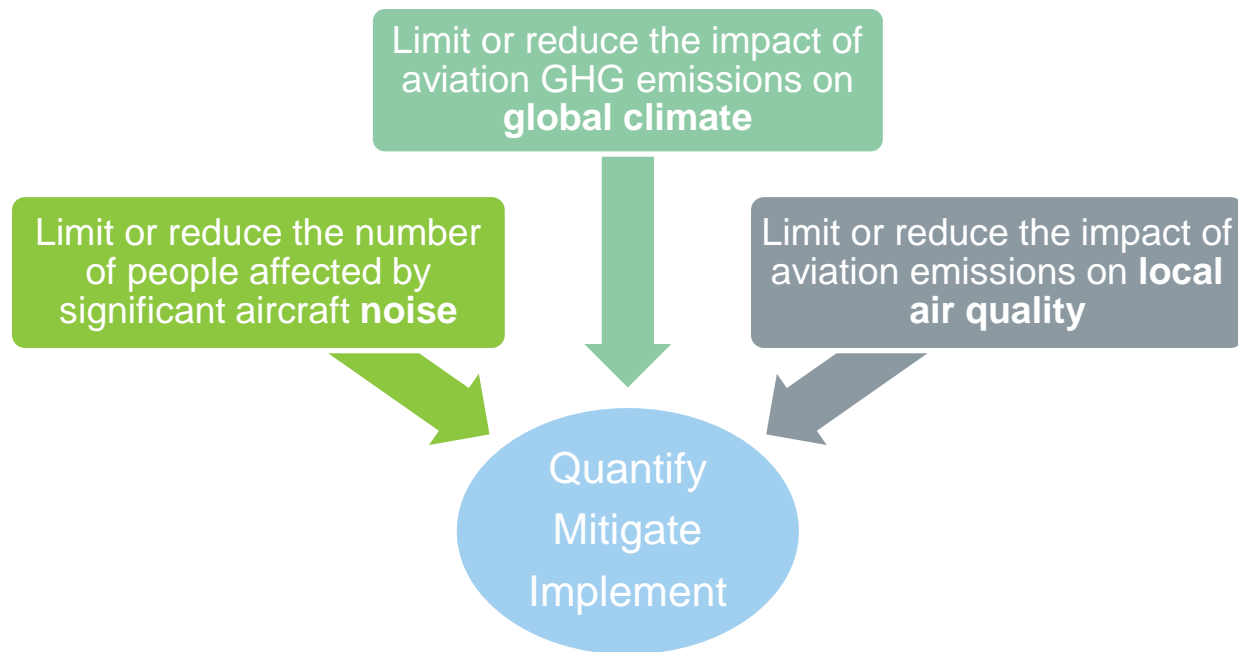 Limit or reduce the impact of
aviation GHG emissions on
global climate
Limit or reduce the number
of people affected by
significant aircraft noise
Limit or reduce the impact of
aviation emissions on local
air quality
Quantify
Mitigate
Implement